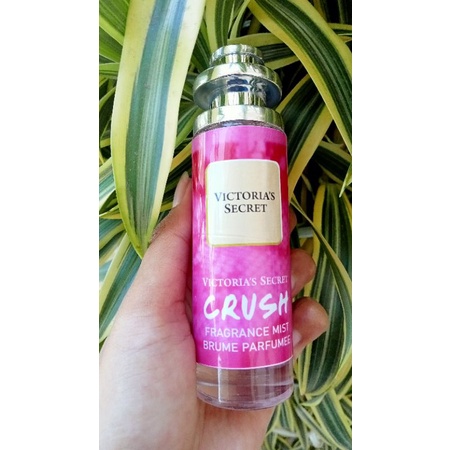 VICTORIA'S
SECRET
VICTORIA'S SECRET
CRUSH
FRAGRANCE MIST
BRUME PARFUMEE